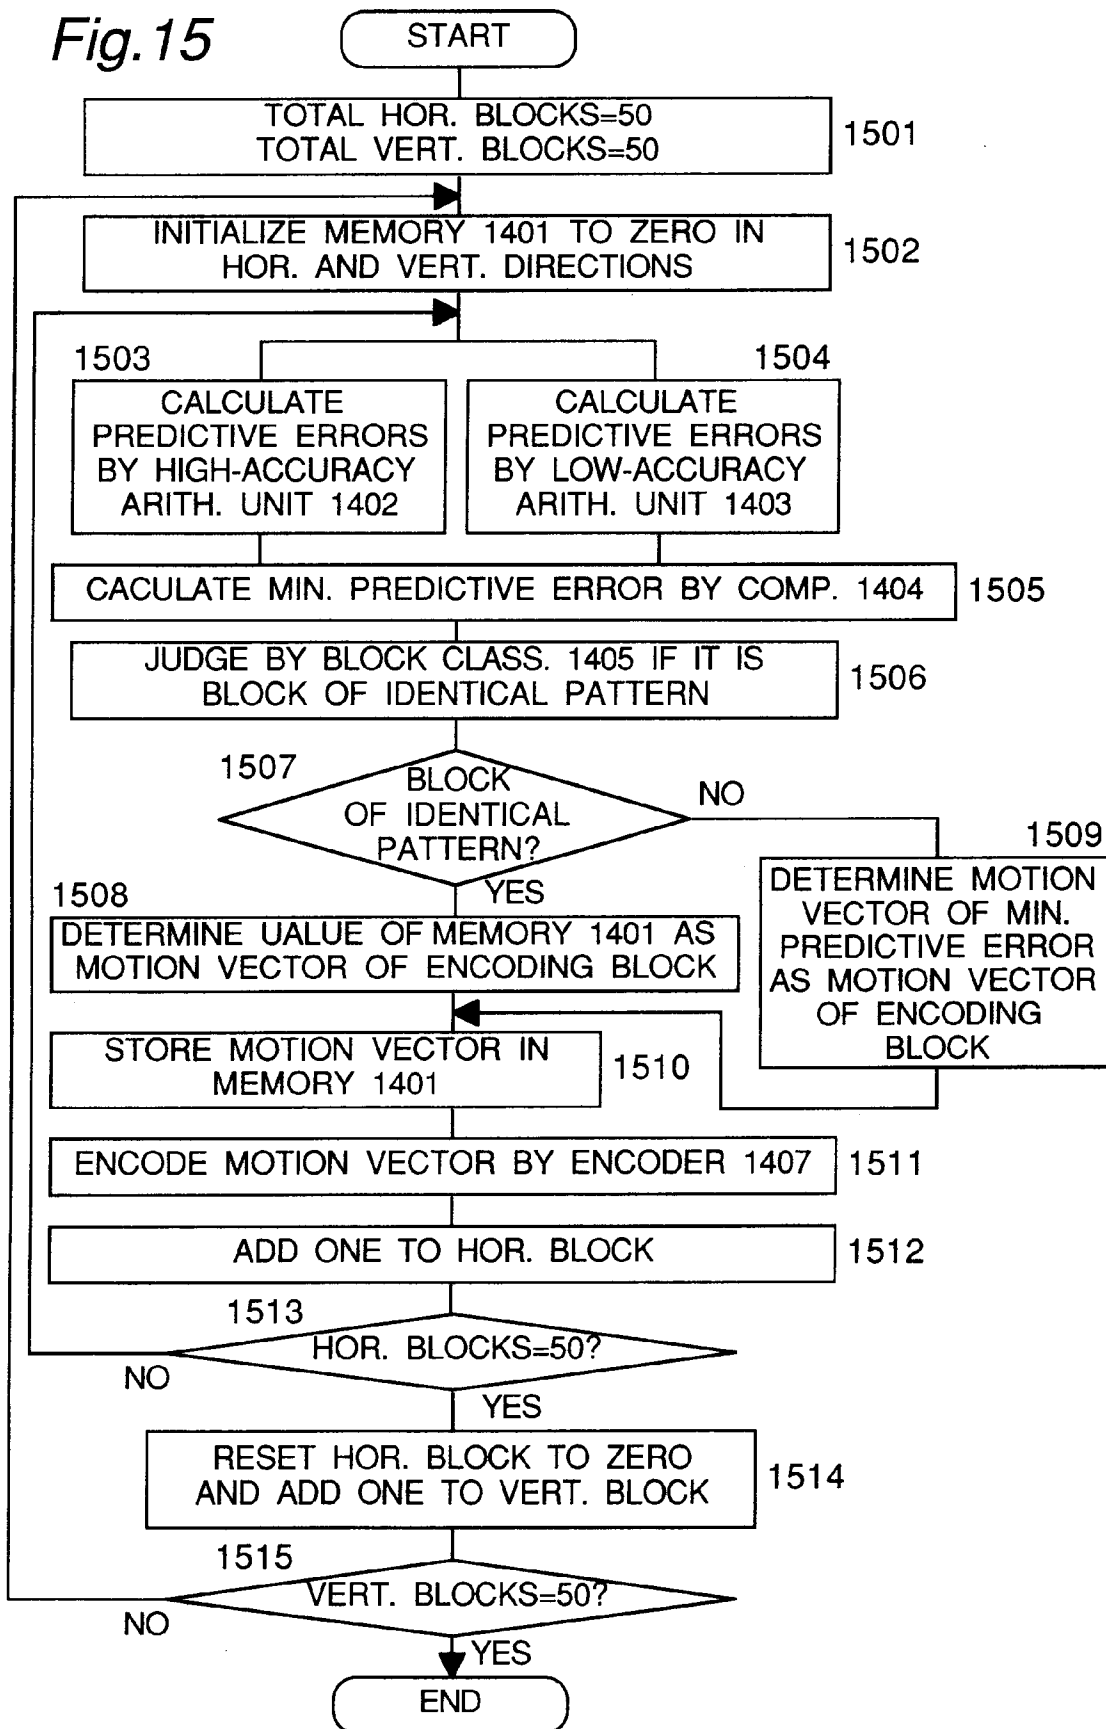 Fig.15
START
TOTAL HOR. BLOCKS=50
TOTAL VERT. BLOCKS=50
1501
INITIALIZE MEMORY 1401 TO ZERO IN
HOR. AND VERT. DIRECTIONS
1502
1503
CALCULATE
PREDICTIVE ERRORS
BY HIGH-ACCURACY
ARITH. UNIT 1402
1504
CALCULATE
PREDICTIVE ERRORS
BY LOW-ACCURACY
ARITH. UNIT 1403
CACULATE MIN. PREDICTIVE ERROR BY COMP. 1404
1505
JUDGE BY BLOCK CLASS. 1405 IF IT IS
BLOCK OF IDENTICAL PATTERN
1506
1507
BLOCK
OF IDENTICAL
PATTERN?
NO
YES
1508
DETERMINE UALUE OF MEMORY 1401 AS
MOTION VECTOR OF ENCODING BLOCK
1509
DETERMINE MOTION
VECTOR OF MIN.
PREDICTIVE ERROR
AS MOTION VECTOR
OF ENCODING
BLOCK
STORE MOTION VECTOR IN
MEMORY 1401
1510
ENCODE MOTION VECTOR BY ENCODER 1407
1511
ADD ONE TO HOR. BLOCK
1512
1513
HOR. BLOCKS=50?
NO
YES
RESET HOR. BLOCK TO ZERO
AND ADD ONE TO VERT. BLOCK
1514
1515
VERT. BLOCKS=50?
NO
YES
END